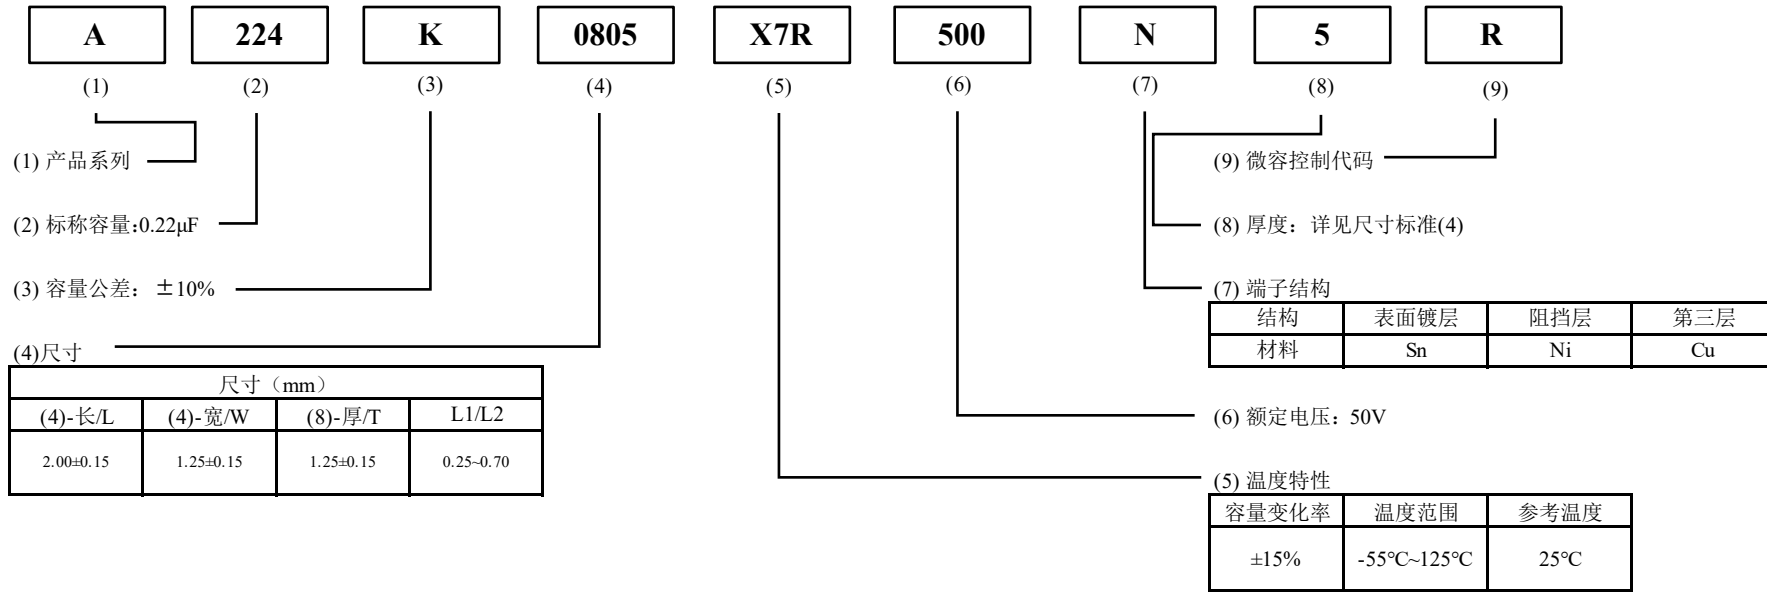 A 224 K 0805 X7R 500 N 5 R
(1) (2) (3) (4) (5) (6) (7) (8) (9)
(1) 产品系列
(9) 微容控制代码
(2) 标称容量:0.22μF
(8) 厚度：详见尺寸标准(4)
(3) 容量公差： ±10%
(7) 端子结构
结构 表面镀层 阻挡层 第三层
材料 Sn Ni Cu
(4)尺寸
尺寸（mm）
(4)-长/L (4)-宽/W (8)-厚/T L1/L2
2.00±0.15 1.25±0.15 1.25±0.15 0.25~0.70
(6) 额定电压：50V
(5) 温度特性
容量变化率 温度范围 参考温度
±15% -55℃~125℃ 25℃